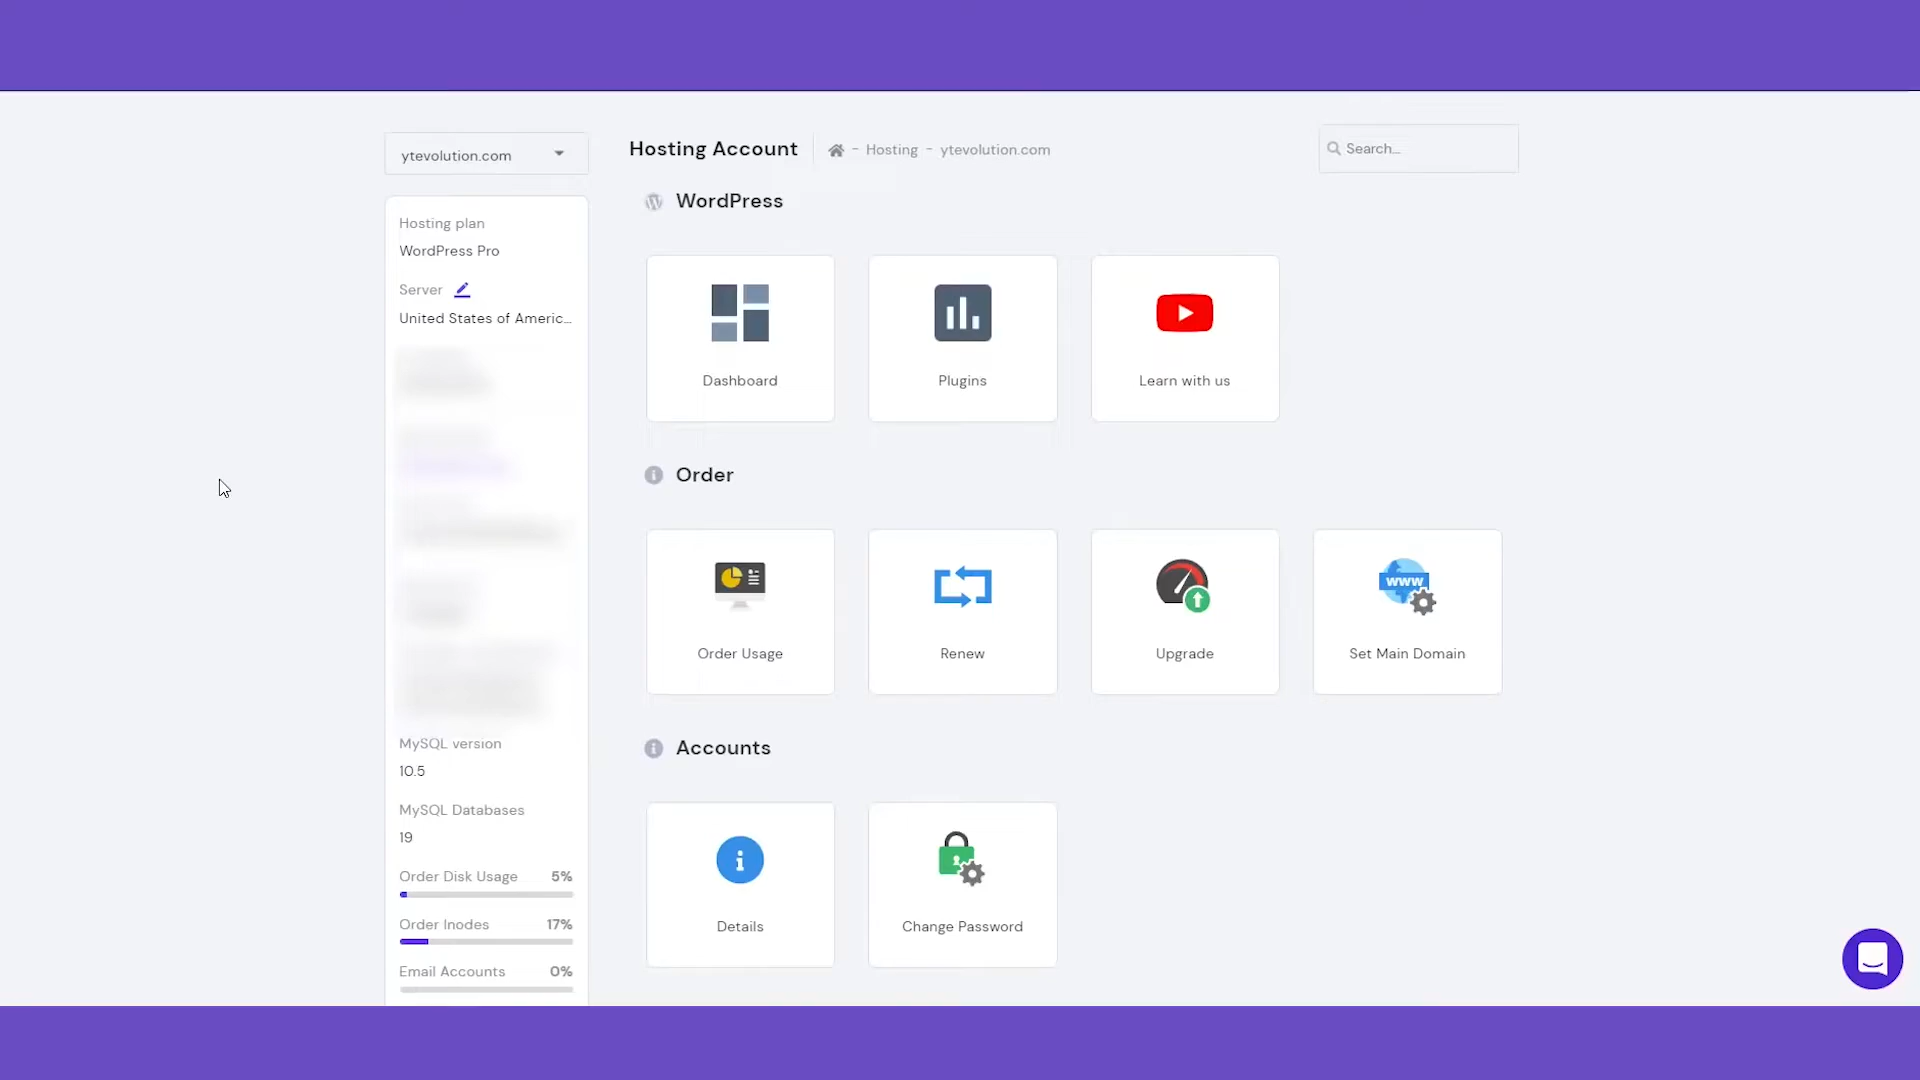 ytevolution.com
Hosting Account
Hosting - ytevolution.com
Search...
Hosting plan
WordPress Pro
Server
United States of Americ...
MySQL version
10.5
MySQL Databases
19
Order Disk Usage 5%
Order Inodes 17%
Email Accounts 0%
WordPress
Dashboard
Plugins
Learn with us
Order
Order Usage
Renew
www
Upgrade
Set Main Domain
Accounts
Details
Change Password